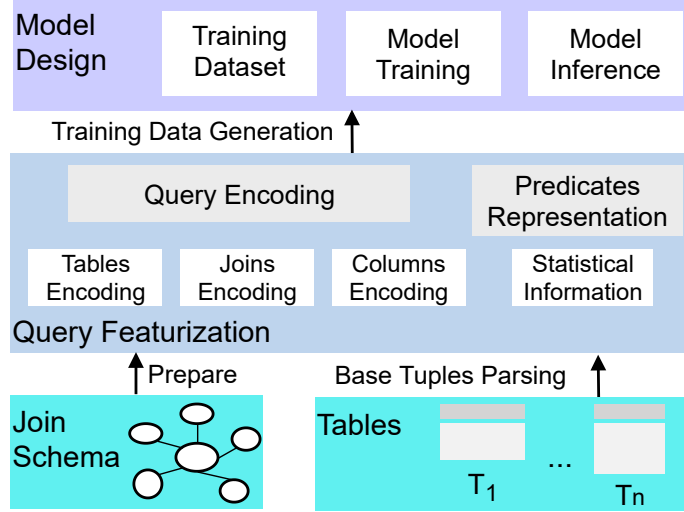 Model
Design
Training
Dataset
Model
Training
Model
Inference
Training Data Generation
Query Encoding
Predicates
Representation
Tables
Encoding
Joins
Encoding
Columns
Encoding
Statistical
Information
Query Featurization
Prepare
Base Tuples Parsing
Join
Schema
Tables
T1
...
Tn